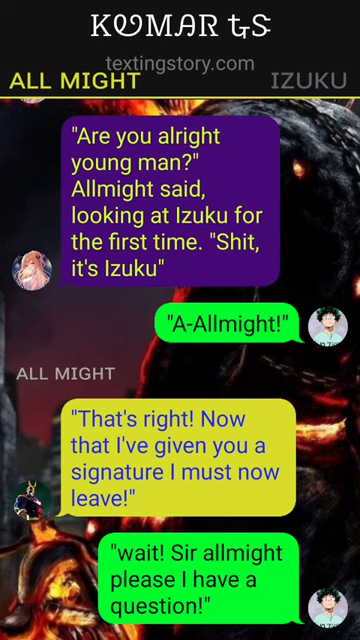 KUMAR GS
textingstory.com
ALL MIGHT
IZUKU
"Are you alright
young man?"
Allmight said,
looking at Izuku for
the first time. "Shit,
it's Izuku"
"A-Allmight!"
ALL MIGHT
"That's right! Now
that I've given you a
signature I must now
leave!"
"wait! Sir allmight
please I have a
question!"